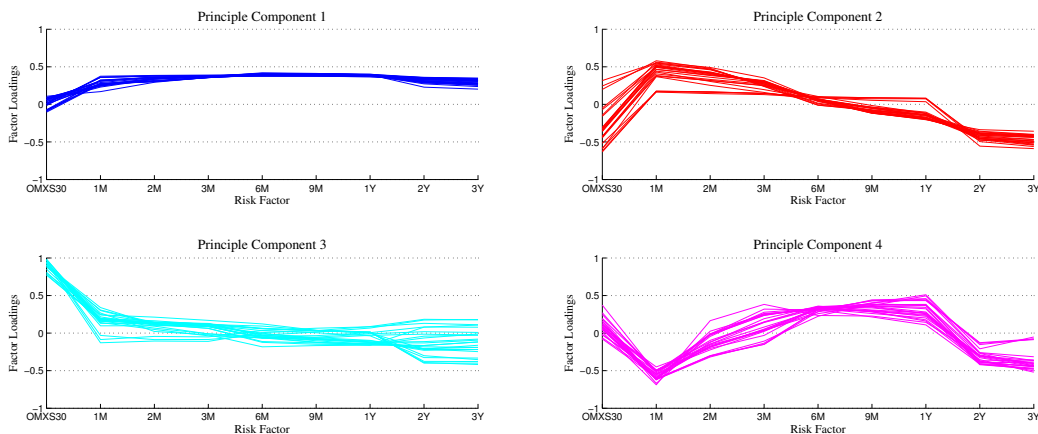 Principle Component 1
Factor Loadings
1
0.5
0
−0.5
−1
OMXS30 1M 2M 3M 6M 9M 1Y 2Y 3Y
Risk Factor
Principle Component 2
Factor Loadings
1
0.5
0
−0.5
−1
OMXS30 1M 2M 3M 6M 9M 1Y 2Y 3Y
Risk Factor
Principle Component 3
Factor Loadings
1
0.5
0
−0.5
−1
OMXS30 1M 2M 3M 6M 9M 1Y 2Y 3Y
Risk Factor
Principle Component 4
Factor Loadings
1
0.5
0
−0.5
−1
OMXS30 1M 2M 3M 6M 9M 1Y 2Y 3Y
Risk Factor